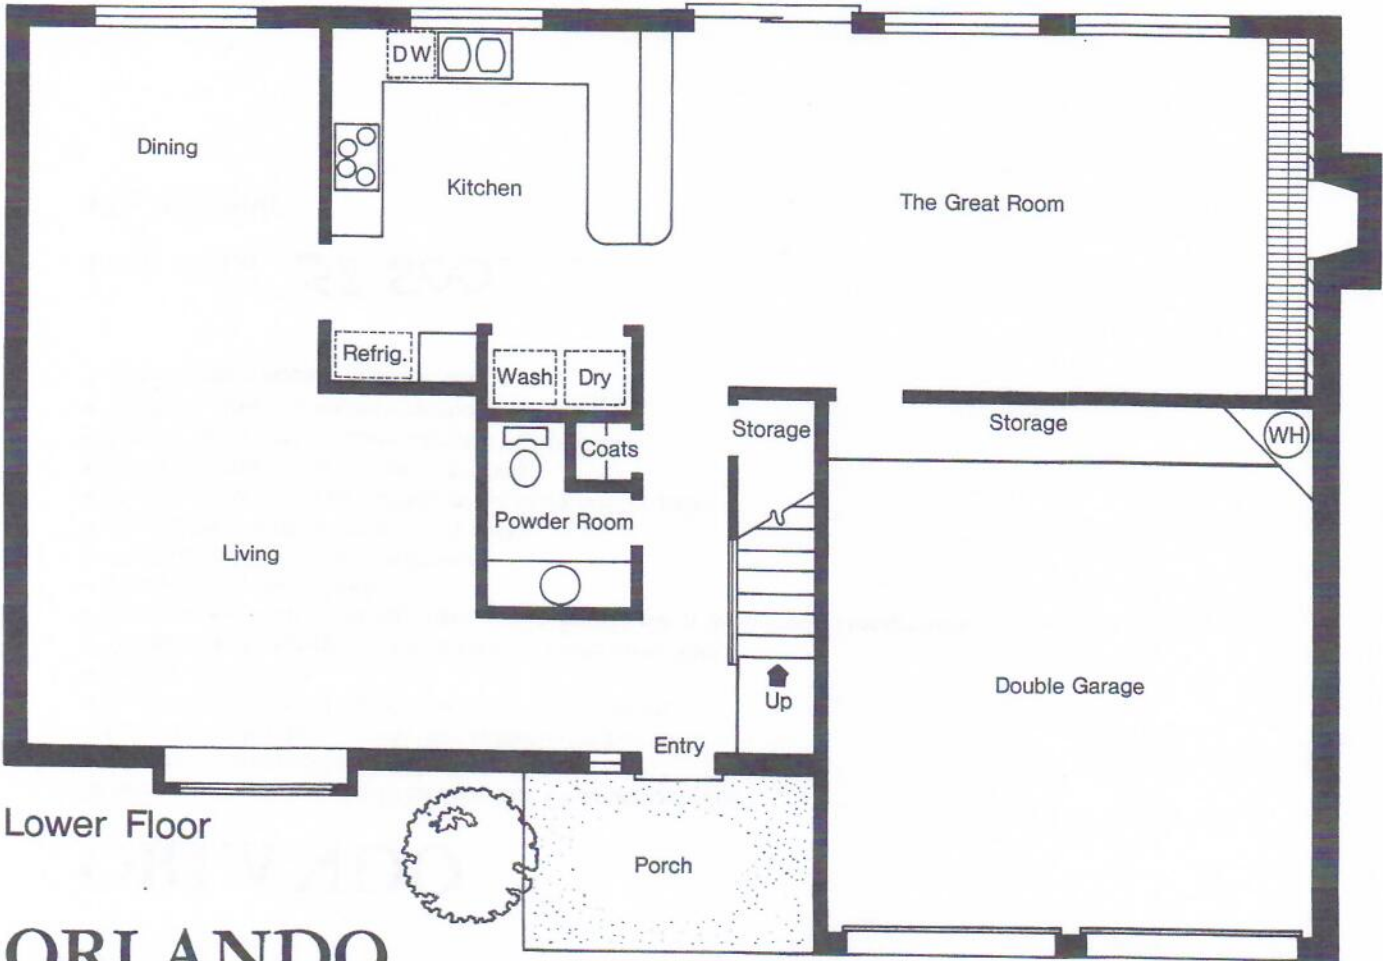 DW
Dining
Kitchen
The Great Room
Refrig.
Wash
Dry
Storage
Coats
Storage
WH
Powder Room
Living
Double Garage
Up
Entry
Lower Floor
Porch
ORLANDO